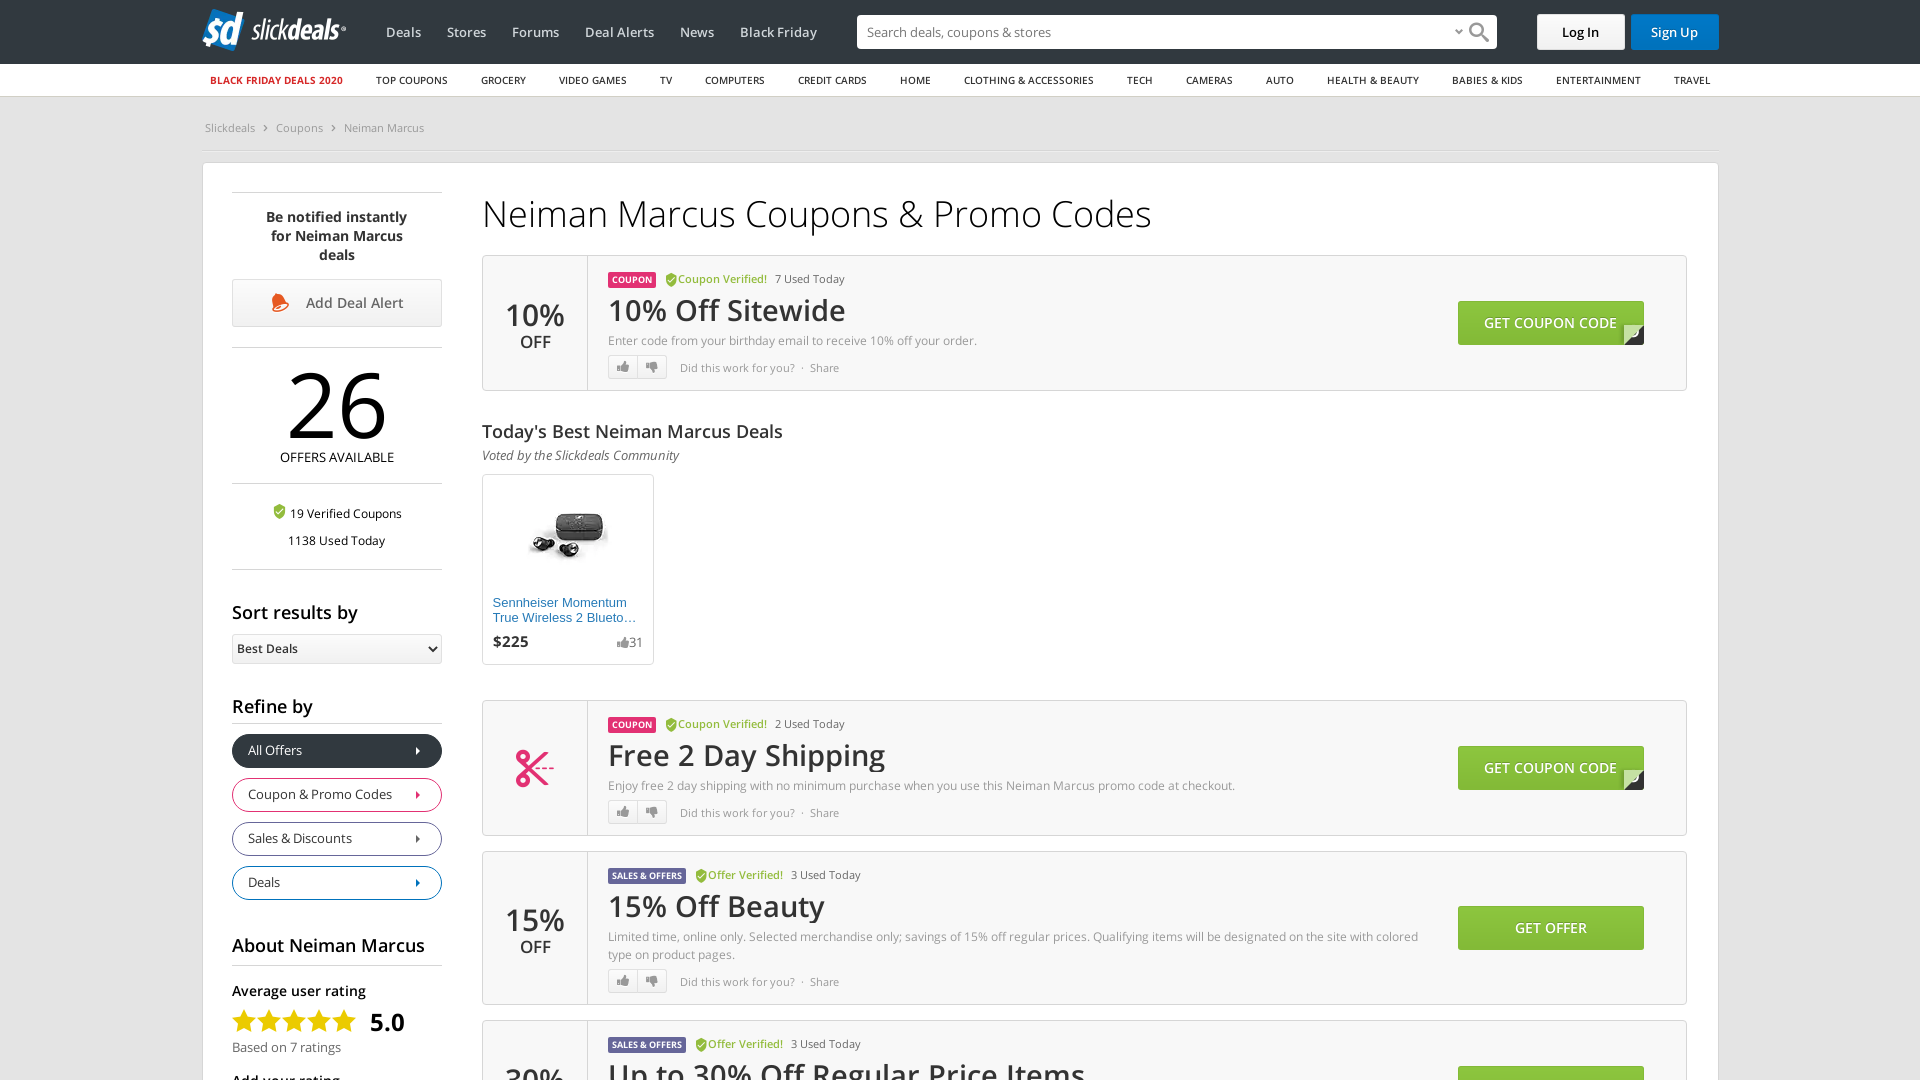 slickdeals
Deals
Stores
Forums
Deal Alerts
News
Black Friday
Search deals, coupons & stores
Log In
Sign Up
BLACK FRIDAY DEALS 2020
TOP COUPONS
GROCERY
VIDEO GAMES
TV
COMPUTERS
CREDIT CARDS
HOME
CLOTHING & ACCESSORIES
TECH
CAMERAS
AUTO
HEALTH & BEAUTY
BABIES & KIDS
ENTERTAINMENT
TRAVEL
Slickdeals > Coupons > Neiman Marcus
Be notified instantly
for Neiman Marcus
deals
Add Deal Alert
26
OFFERS AVAILABLE
19 Verified Coupons
1138 Used Today
Sort results by
Best Deals
Refine by
All Offers
Coupon & Promo Codes
Sales & Discounts
Deals
About Neiman Marcus
Average user rating
5.0
Based on 7 ratings
Add your rating
Neiman Marcus Coupons & Promo Codes
10%
OFF
COUPON Coupon Verified! 7 Used Today
10% Off Sitewide
Enter code from your birthday email to receive 10% off your order.
Did this work for you? · Share
GET COUPON CODE
Today's Best Neiman Marcus Deals
Voted by the Slickdeals Community
Sennheiser Momentum
True Wireless 2 Blueto…
$225
31
COUPON Coupon Verified! 2 Used Today
Free 2 Day Shipping
Enjoy free 2 day shipping with no minimum purchase when you use this Neiman Marcus promo code at checkout.
Did this work for you? · Share
GET COUPON CODE
15%
OFF
SALES & OFFERS Offer Verified! 3 Used Today
15% Off Beauty
Limited time, online only. Selected merchandise only; savings of 15% off regular prices. Qualifying items will be designated on the site with colored
type on product pages.
Did this work for you? · Share
GET OFFER
30%
SALES & OFFERS Offer Verified! 3 Used Today
Up to 30% Off Regular Price Items